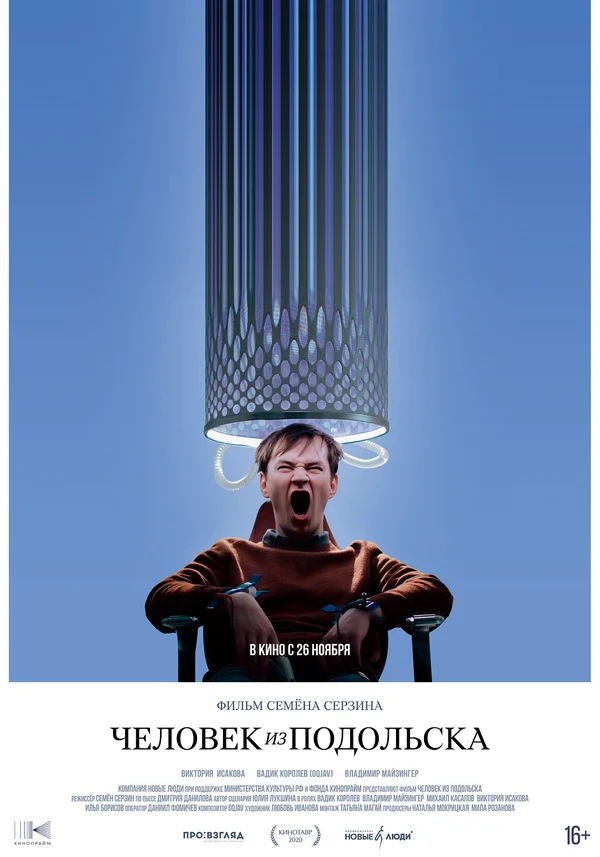 В КИНО С 26 НОЯБРЯ
ФИЛЬМ СЕМЁНА СЕРЗИНА
ЧЕЛОВЕК ИЗ ПОДОЛЬСКА
ВИКТОРИЯ ИСАКОВА ВАДИК КОРОЛЕВ (OQJAV) ВЛАДИМИР МАЙЗИНГЕР
КОМПАНИЯ НОВЫЕ ЛЮДИ ПРИ ПОДДЕРЖКЕ МИНИСТЕРСТВА КУЛЬТУРЫ РФ И ФОНДА КИНОПРАЙМ ПРЕДСТАВЛЯЮТ ФИЛЬМ ЧЕЛОВЕК ИЗ ПОДОЛЬСКА
РЕЖИССЁР СЕМЁН СЕРЗИН ПО ПЬЕСЕ ДМИТРИЯ ДАНИЛОВА АВТОР СЦЕНАРИЯ ЮЛИЯ ЛУКШИНА В РОЛЯХ ВАДИК КОРОЛЕВ ВЛАДИМИР МАЙЗИНГЕР МИХАИЛ КАСАПОВ ВИКТОРИЯ ИСАКОВА
ИЛЬЯ БОРИСОВ ОПЕРАТОР ДАНИИЛ ФОМИЧЕВ КОМПОЗИТОР OQJAV ХУДОЖНИК ЛЮБОВЬ ИВАНОВА МОНТАЖ ТАТЬЯНА МАГАЙ ПРОДЮСЕРЫ НАТАЛЬЯ МОКРИЦКАЯ МИЛА РОЗАНОВА
КИНОПРАЙМ
ПРО:ВЗГЛЯД
КИНОТАВР
2020
НОВЫЕ ЛЮДИ
16+